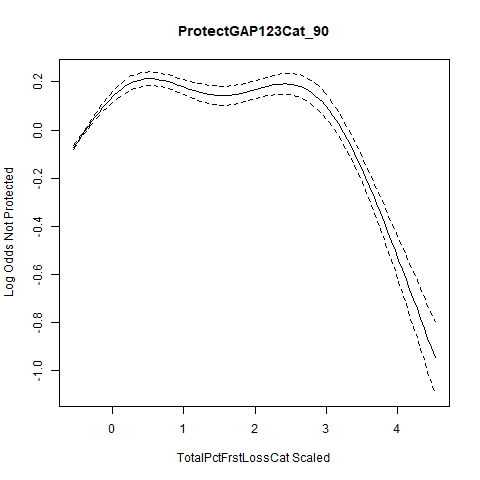 ProtectGAP123Cat_90
Log Odds Not Protected
0.2
0.0
-0.2
-0.4
-0.6
-0.8
-1.0
0 1 2 3 4
TotalPctFrstLossCat Scaled